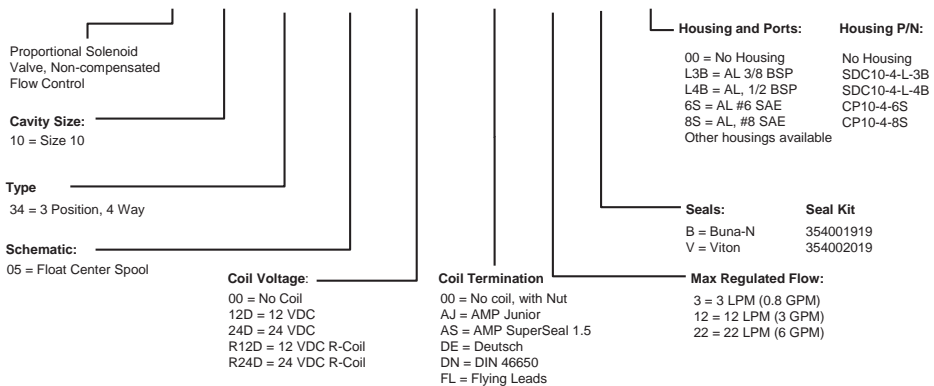 Proportional Solenoid
Valve, Non-compensated
Flow Control
Cavity Size:
10 = Size 10
Type
34 = 3 Position, 4 Way
Schematic:
05 = Float Center Spool
Coil Voltage:
00 = No Coil
12D = 12 VDC
24D = 24 VDC
R12D = 12 VDC R-Coil
R24D = 24 VDC R-Coil
Coil Termination
00 = No coil, with Nut
AJ = AMP Junior
AS = AMP SuperSeal 1.5
DE = Deutsch
DN = DIN 46650
FL = Flying Leads
Housing and Ports: Housing P/N:
00 = No Housing No Housing
L3B = AL 3/8 BSP SDC10-4-L-3B
L4B = AL, 1/2 BSP SDC10-4-L-4B
6S = AL #6 SAE CP10-4-6S
8S = AL, #8 SAE CP10-4-8S
Other housings available
Seals: Seal Kit
B = Buna-N 354001919
V = Viton 354002019
Max Regulated Flow:
3 = 3 LPM (0.8 GPM)
12 = 12 LPM (3 GPM)
22 = 22 LPM (6 GPM)